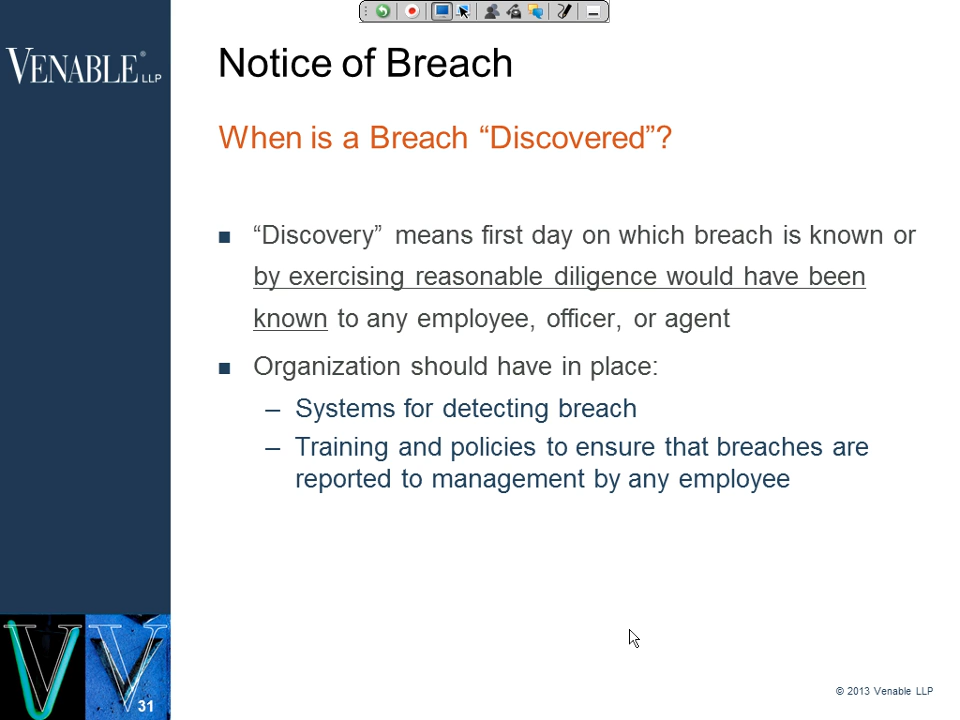 VENABLE® LLP
Notice of Breach
When is a Breach “Discovered”?
■ “Discovery” means first day on which breach is known or
by exercising reasonable diligence would have been
known to any employee, officer, or agent
■ Organization should have in place:
– Systems for detecting breach
– Training and policies to ensure that breaches are
reported to management by any employee
31
© 2013 Venable LLP